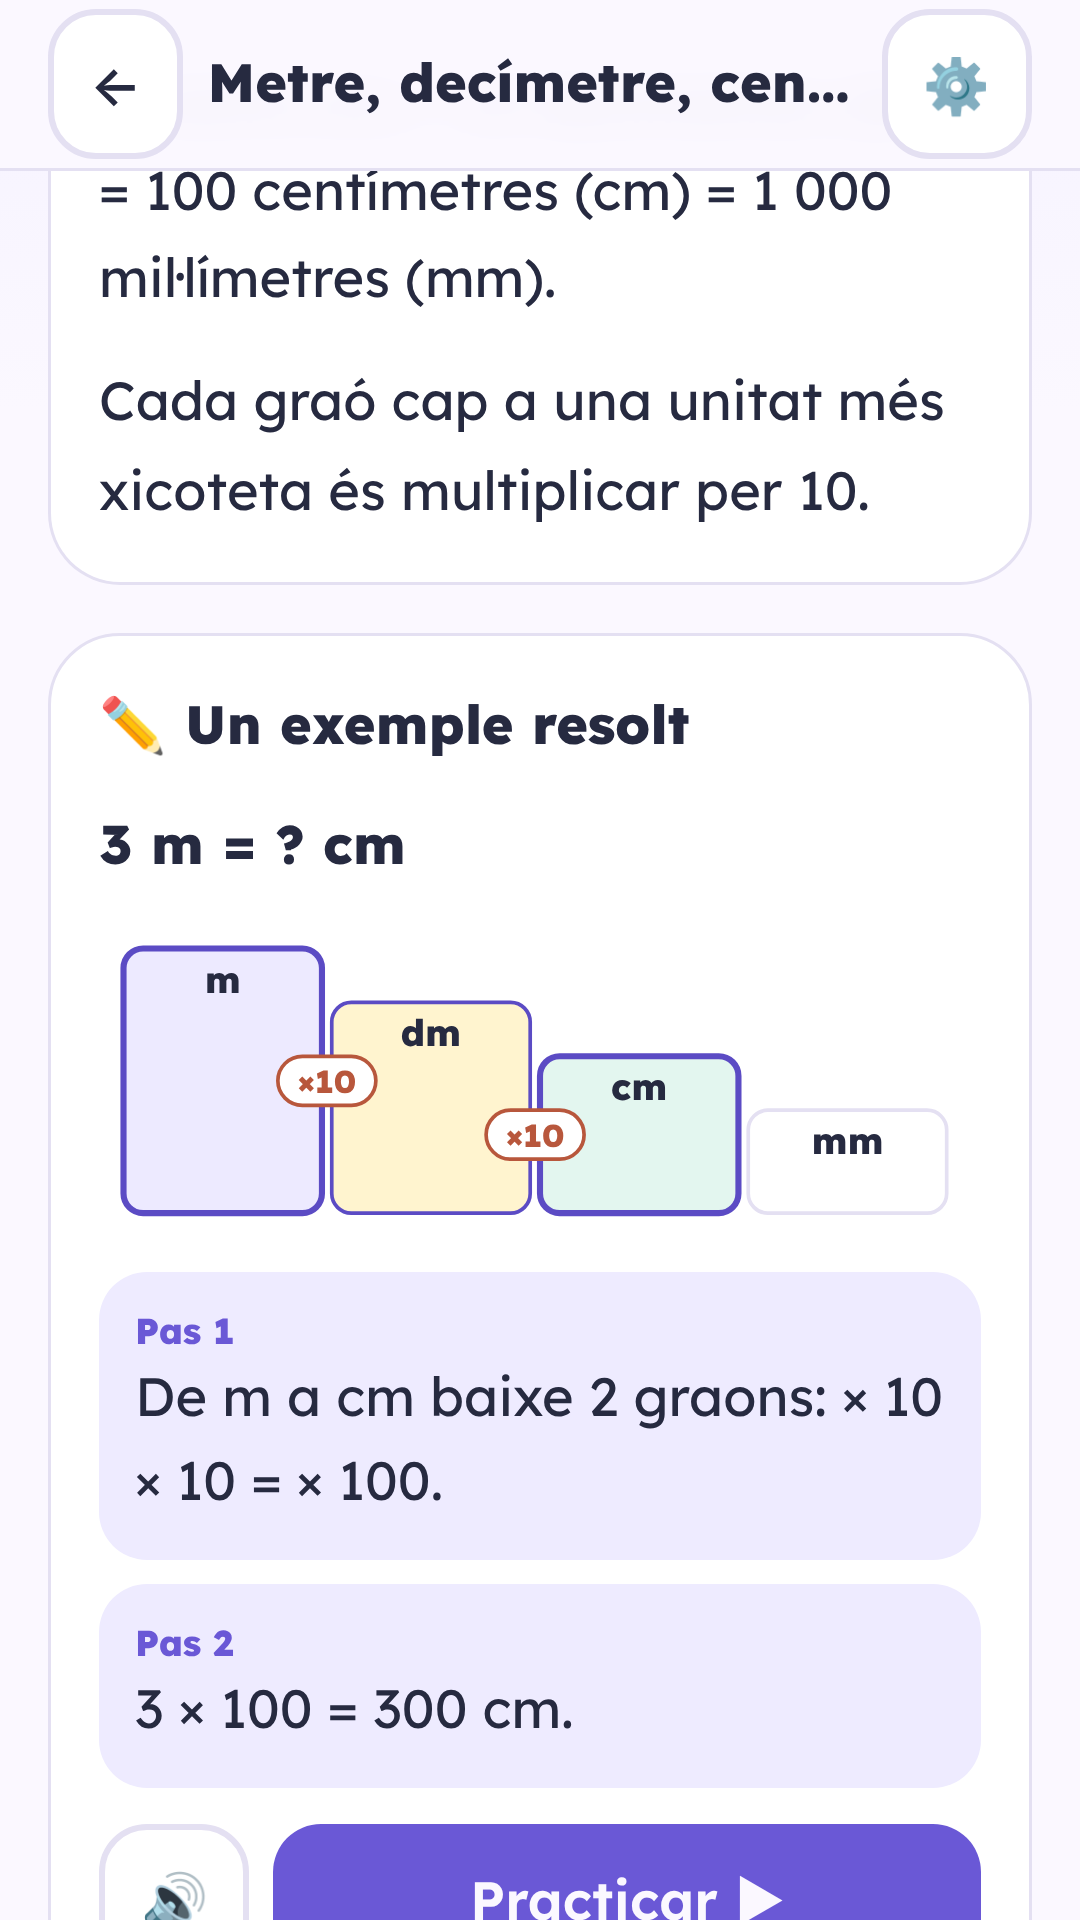 Metre, decímetre, cen...
= 100 centímetres (cm) = 1 000
mil·límetres (mm).
Cada graó cap a una unitat més
xicoteta és multiplicar per 10.
Un exemple resolt
3 m = ? cm
m
dm
cm
mm
×10
×10
Pas 1
De m a cm baixe 2 graons: × 10
× 10 = × 100.
Pas 2
3 × 100 = 300 cm.
Practicar